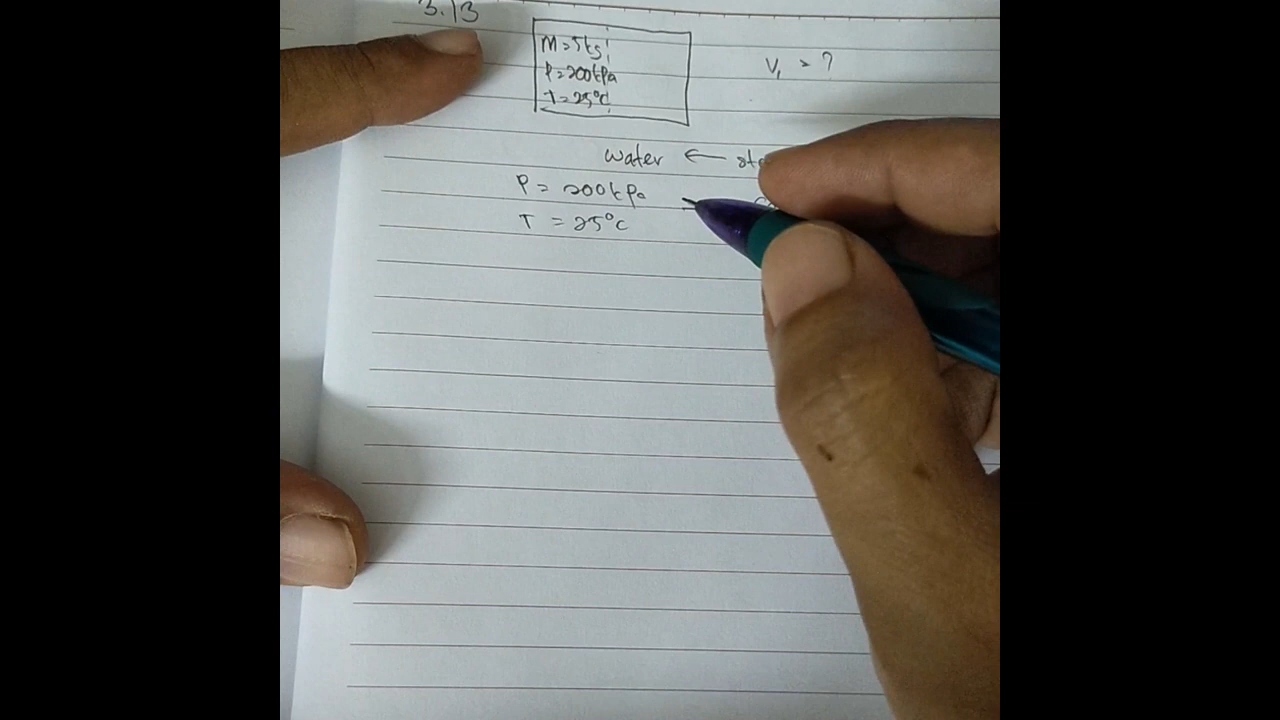 3.13
M = 5kg
P = 200kPa
T = 25°C
V₁ = ?
water ←
P = 200kPa
T = 25°C